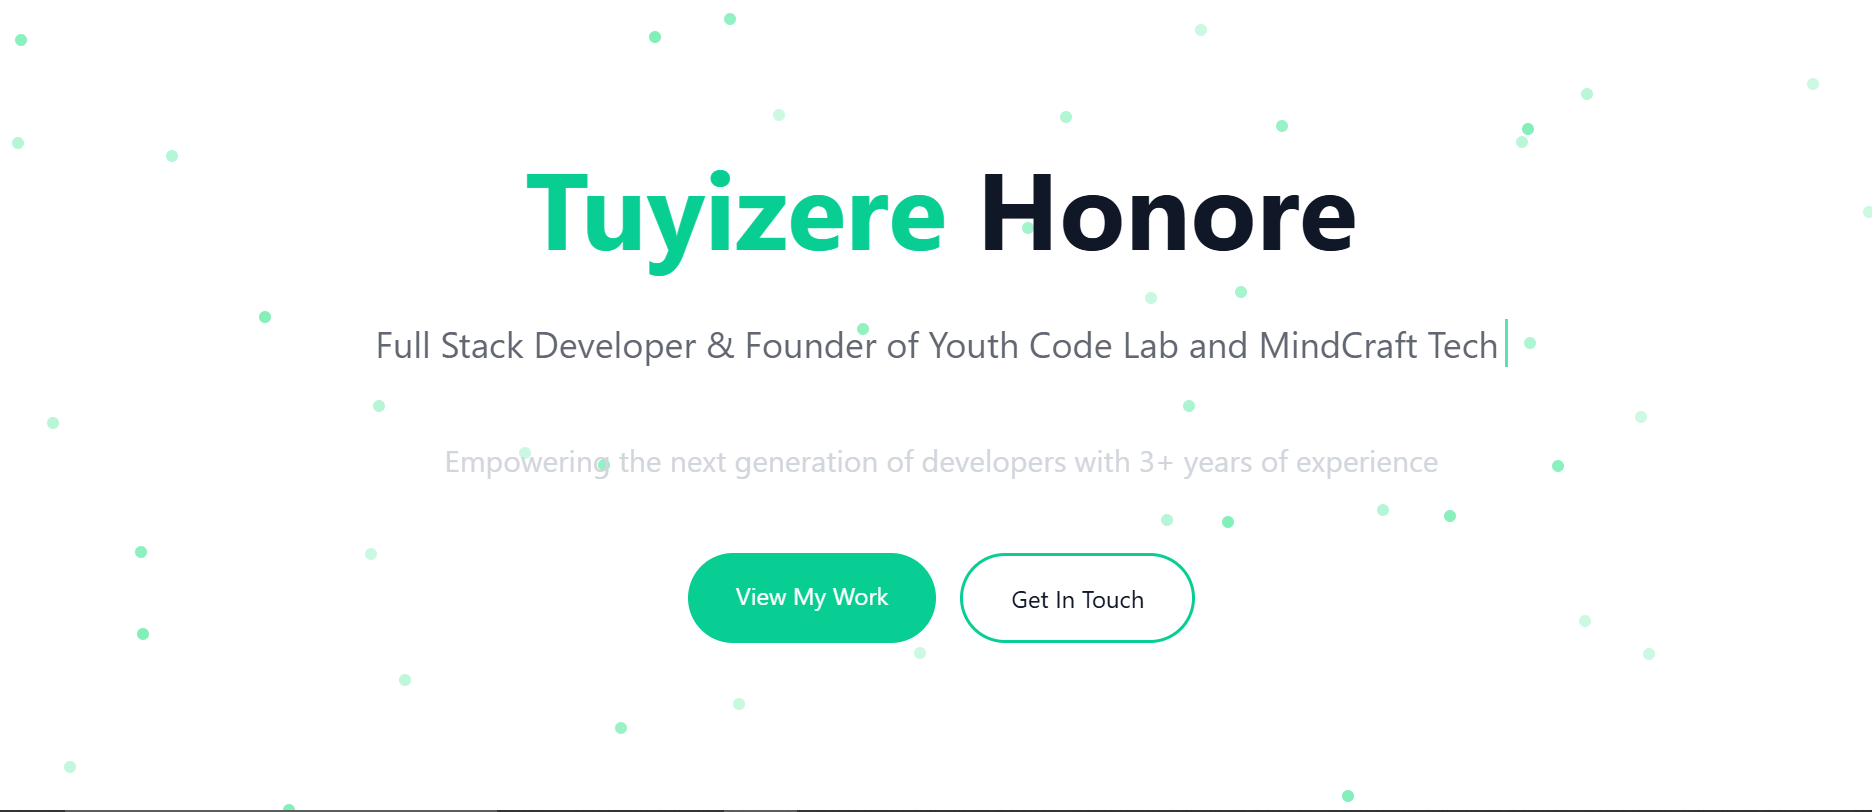 Tuyizere Honore
Full Stack Developer & Founder of Youth Code Lab and MindCraft Tech
Empowering the next generation of developers with 3+ years of experience
View My Work
Get In Touch